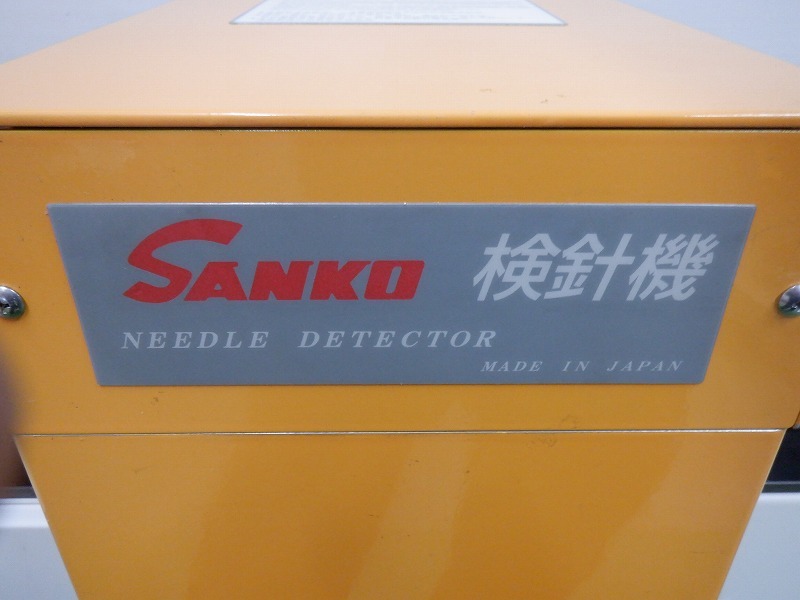 SANKO 検針機
NEEDLE DETECTOR
MADE IN JAPAN